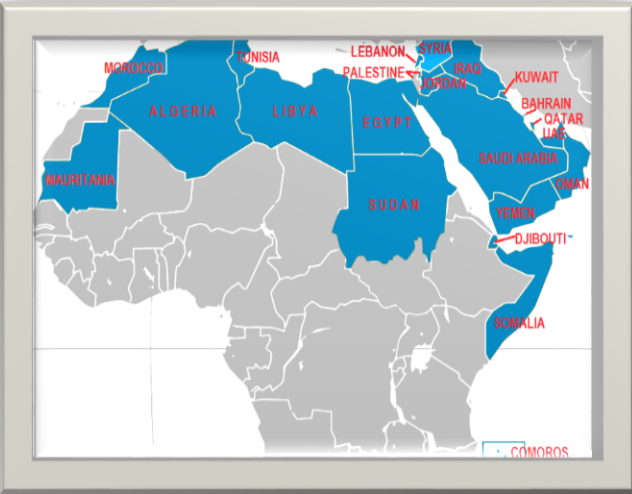 LEBANON
SYRIA
TUNISIA
MOROCCO
PALESTINE
IRAQ
JORDAN
KUWAIT
ALGERIA
LIBYA
BAHRAIN
EGYPT
QATAR
UAE
SAUDI ARABIA
MAURITANIA
OMAN
SUDAN
YEMEN
DJIBOUTI
SOMALIA
COMOROS